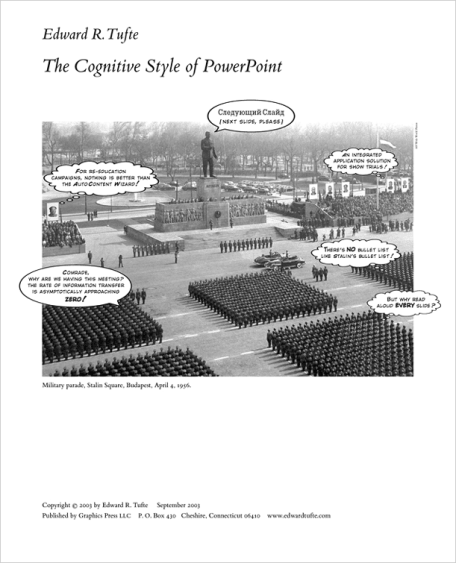 Edward R. Tufte
The Cognitive Style of PowerPoint
Следующий Слайд
(NEXT SLIDE, PLEASE)
AN INTEGRATED
APPLICATION SOLUTION
FOR SHOW TRIALS!
FOR RE-EDUCATION
CAMPAIGNS, NOTHING IS BETTER THAN
THE AUTOCONTENT WIZARD!
THERE'S NO BULLET LIST
LIKE STALIN'S BULLET LIST!
COMRADE,
WHY ARE WE HAVING THIS MEETING?
THE RATE OF INFORMATION TRANSFER
IS ASYMPTOTICALLY APPROACHING
ZERO!
BUT WHY READ
ALOUD EVERY SLIDE?
Military parade, Stalin Square, Budapest, April 4, 1956.
Copyright © 2003 by Edward R. Tufte September 2003
Published by Graphics Press LLC P. O. Box 430 Cheshire, Connecticut 06410 www.edwardtufte.com